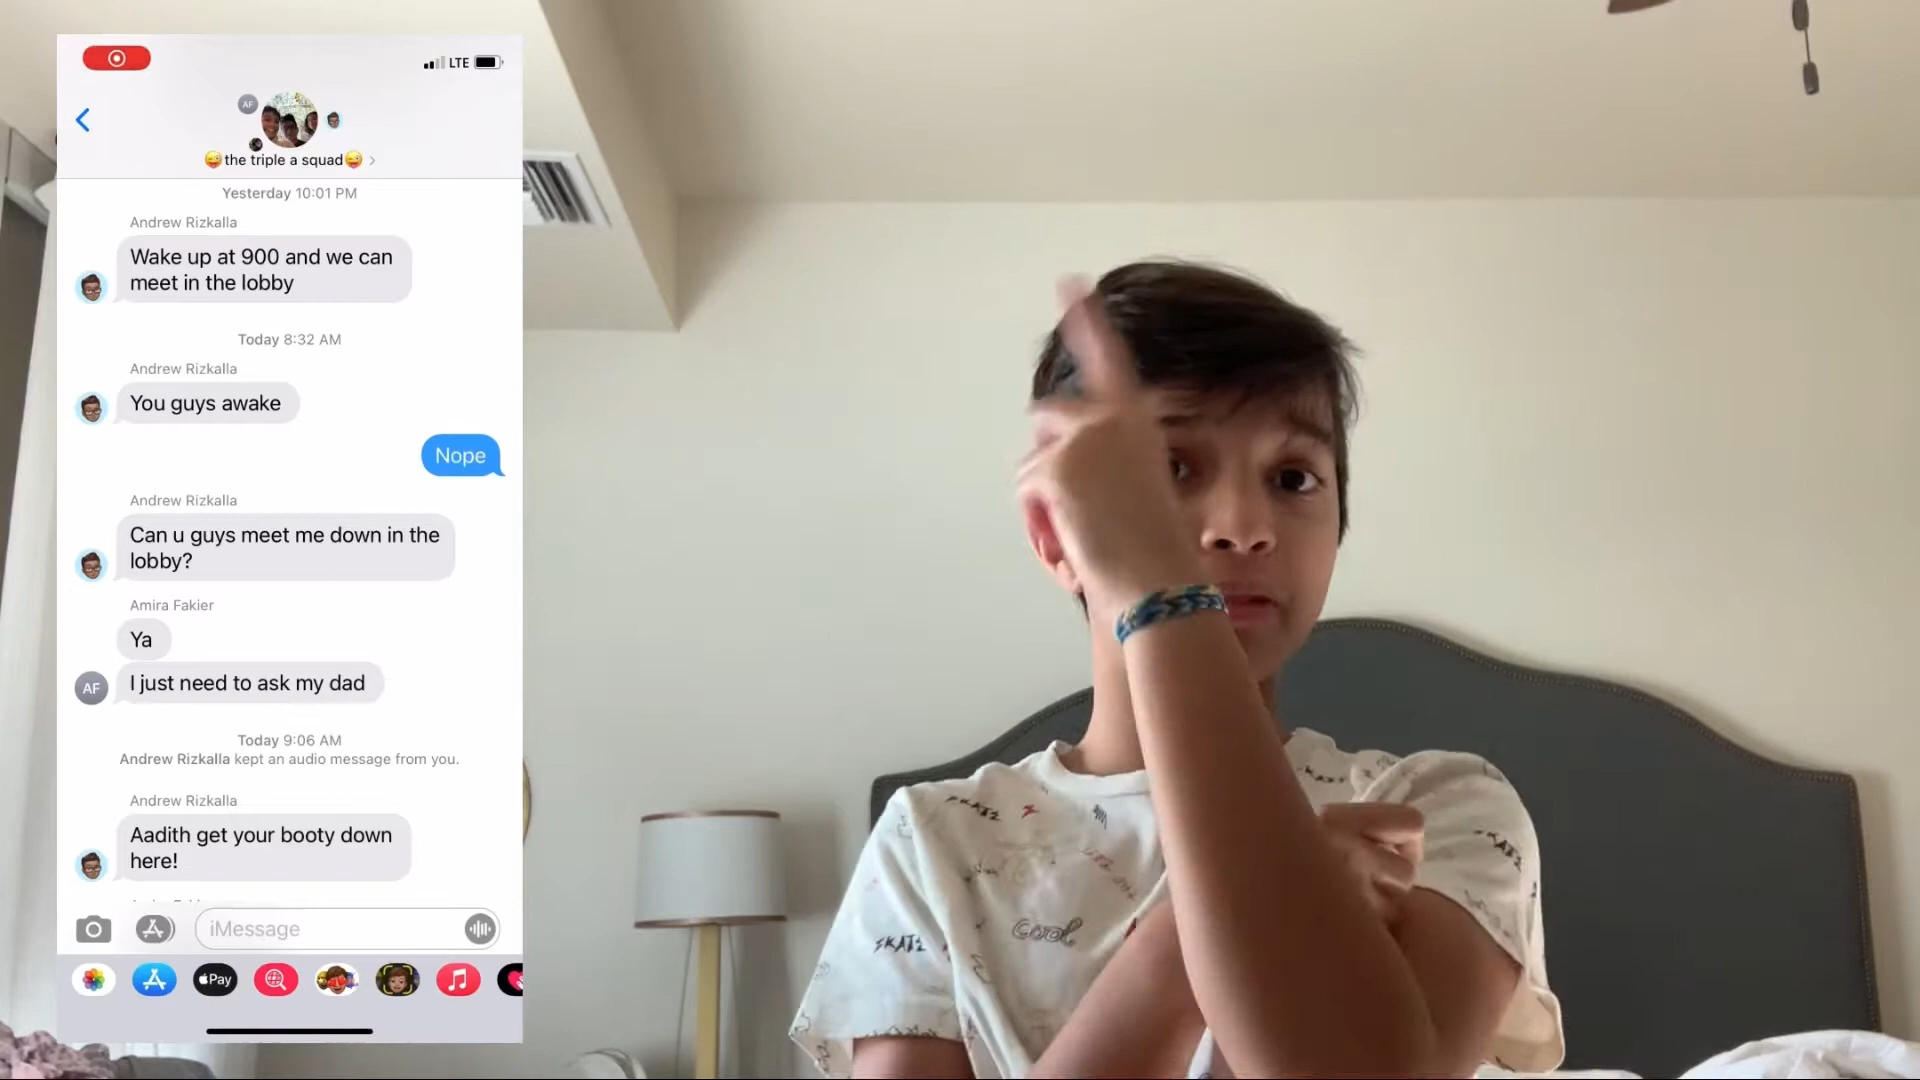 LTE
AF
😜the triple a squad😜 >
Yesterday 10:01 PM
Andrew Rizkalla
Wake up at 900 and we can
meet in the lobby
Today 8:32 AM
Andrew Rizkalla
You guys awake
Nope
Andrew Rizkalla
Can u guys meet me down in the
lobby?
Amira Fakier
Ya
AF
I just need to ask my dad
Today 9:06 AM
Andrew Rizkalla kept an audio message from you.
Andrew Rizkalla
Aadith get your booty down
here!
iMessage
Pay
SKATE
COOL
SKATE
SKATE